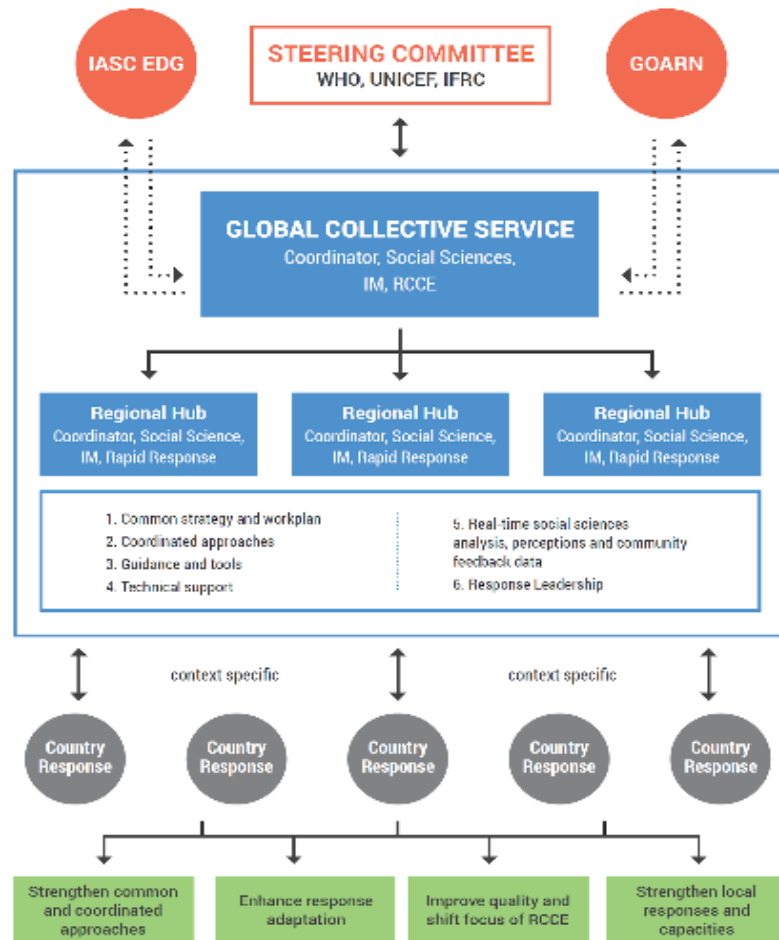 IASC EDG
STEERING COMMITTEE
WHO, UNICEF, IFRC
GOARN
GLOBAL COLLECTIVE SERVICE
Coordinator, Social Sciences,
IM, RCCE
Regional Hub
Coordinator, Social Science,
IM, Rapid Response
Regional Hub
Coordinator, Social Science,
IM, Rapid Response
Regional Hub
Coordinator, Social Science,
IM, Rapid Response
1. Common strategy and workplan
2. Coordinated approaches
3. Guidance and tools
4. Technical support
5. Real-time social sciences
analysis, perceptions and community
feedback data
6. Response Leadership
context specific
context specific
Country
Response
Country
Response
Country
Response
Country
Response
Country
Response
Strengthen common
and coordinated
approaches
Enhance response
adaptation
Improve quality and
shift focus of RCCE
Strengthen local
responses and
capacities